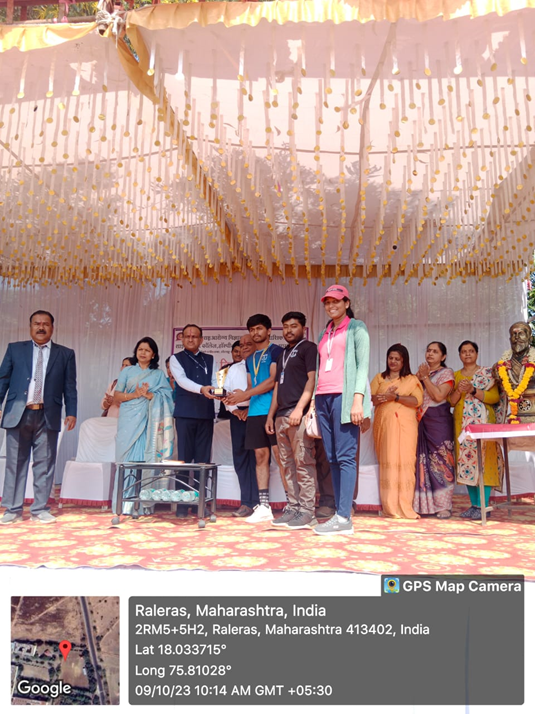 GPS Map Camera
Raleras, Maharashtra, India
2RM5+5H2, Raleras, Maharashtra 413402, India
Lat 18.033715°
Long 75.81028°
09/10/23 10:14 AM GMT +05:30
Google